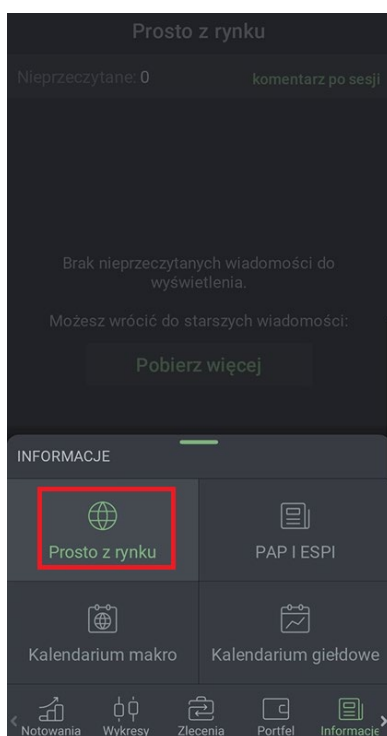 Prosto z rynku
Nieprzeczytane: 0 komentarz po sesji
Brak nieprzeczytanych wiadomości do
wyświetlenia.
Możesz wrócić do starszych wiadomości:
Pobierz więcej
INFORMACJE
Prosto z rynku PAP I ESPI
Kalendarium makro Kalendarium giełdowe
Notowania Wykresy Zlecenia Portfel Informacje